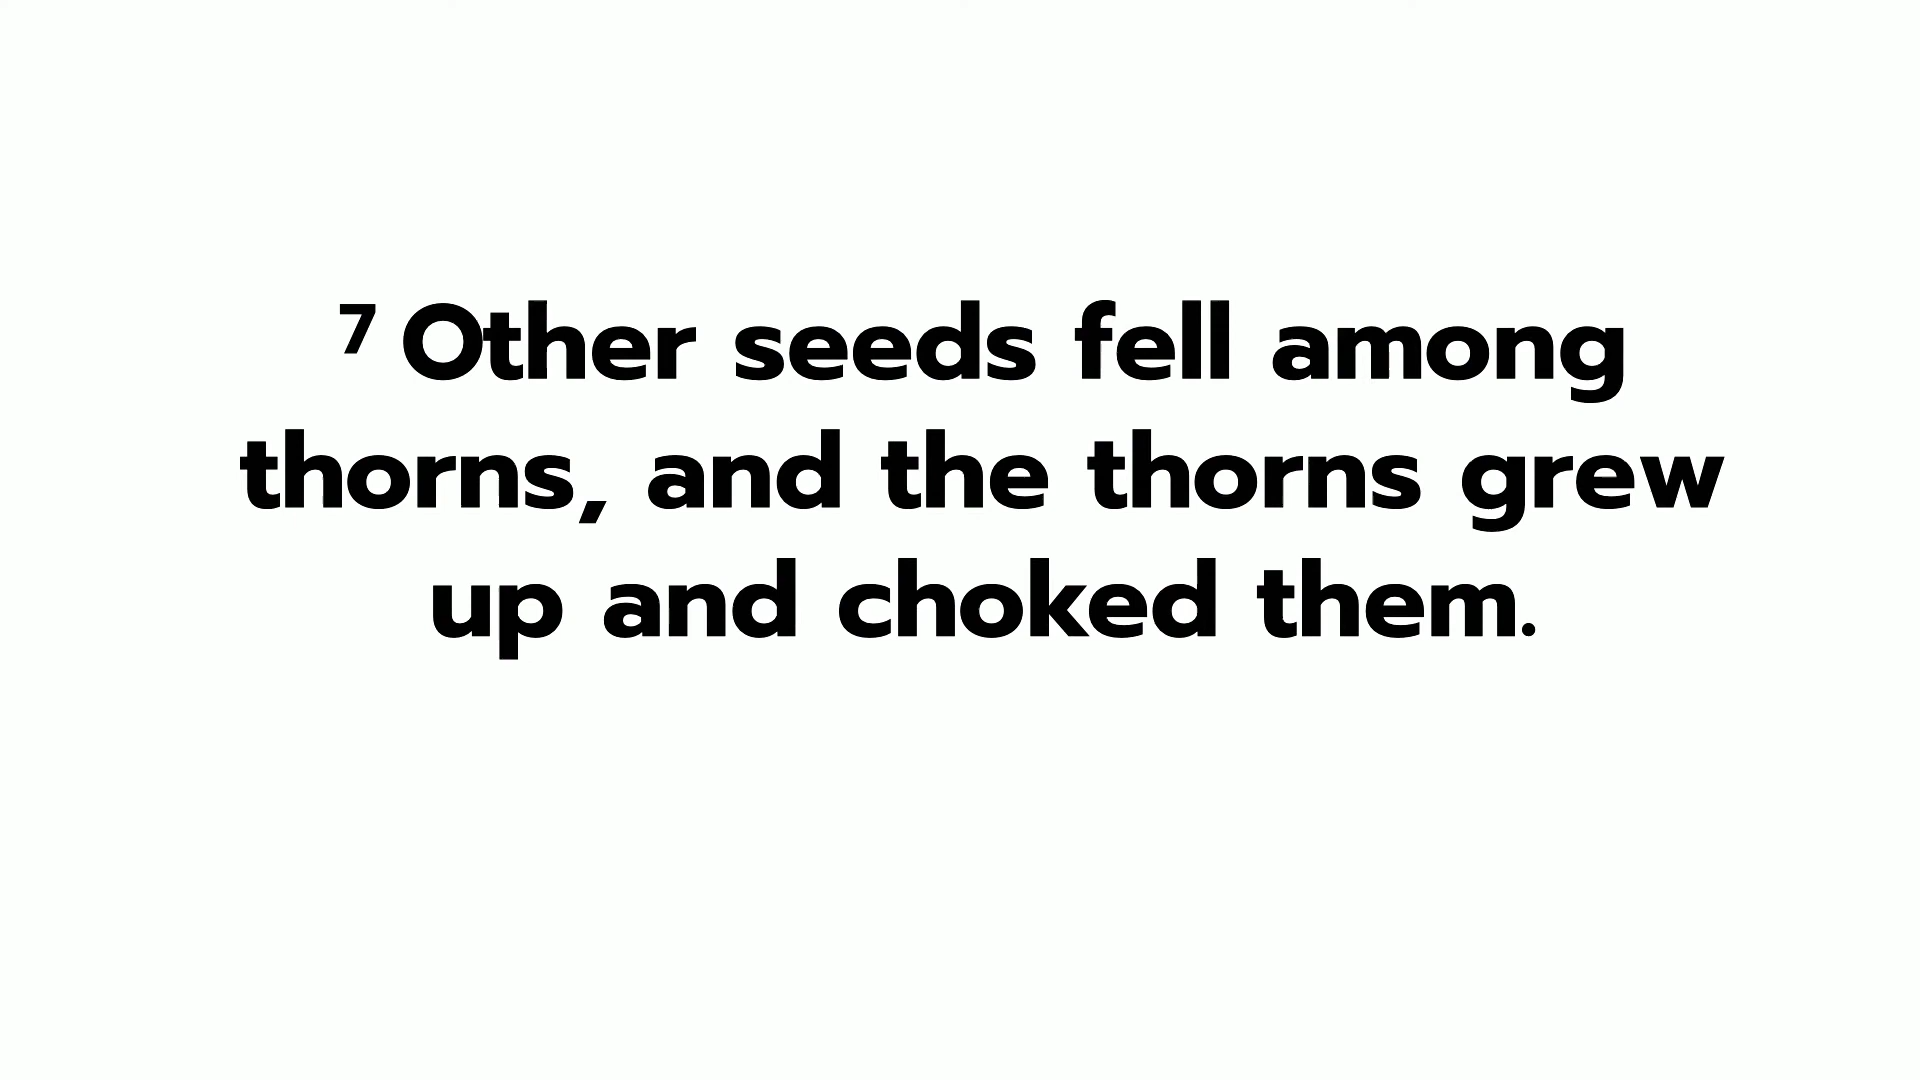 ⁷ Other seeds fell among
thorns, and the thorns grew
up and choked them.